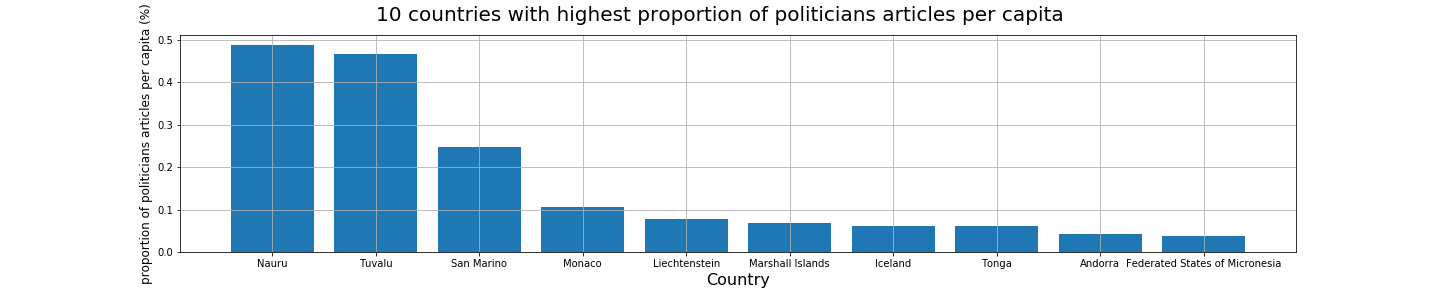 10 countries with highest proportion of politicians articles per capita
proportion of politicians articles per capita (%)
0.5
0.4
0.3
0.2
0.1
0.0
Nauru Tuvalu San Marino Monaco Liechtenstein Marshall Islands Iceland Tonga Andorra Federated States of Micronesia
Country